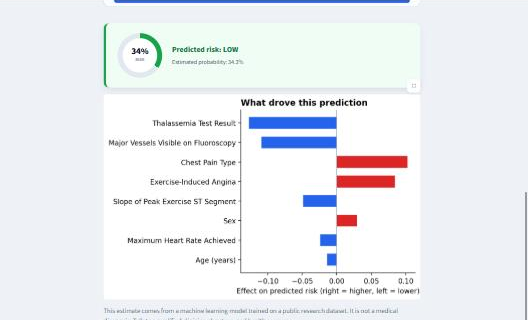 34%
Predicted risk: LOW
Estimated probability: 34.3%
What drove this prediction
Thalassemia Test Result
Major Vessels Visible on Fluoroscopy
Chest Pain Type
Exercise-Induced Angina
Slope of Peak Exercise ST Segment
Sex
Maximum Heart Rate Achieved
Age (years)
−0.10 −0.05 0.00 0.05 0.10
Effect on predicted risk (right = higher, left = lower)
This estimate comes from a machine learning model trained on a public research dataset. It is not a medical